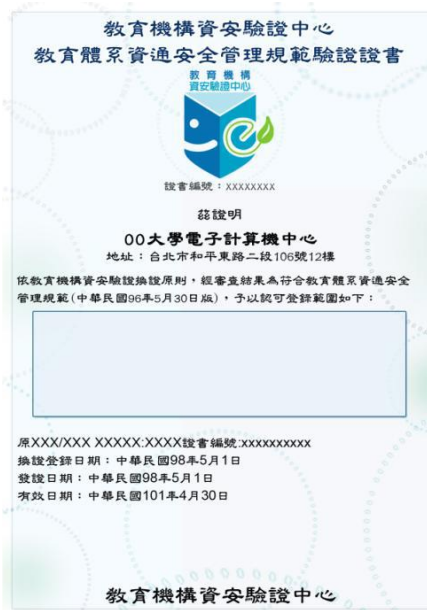 教育機構資安驗證中心
教育體系資通安全管理規範驗證證書
教育機構
資安驗證中心
證書編號：XXXXXXXX
茲證明
OO大學電子計算機中心
地址：台北市和平東路二段106號12樓
依教育機構資安驗證換證原則，經審查結果為符合教育體系資通安全
管理規範(中華民國96年5月30日版)，予以認可登錄範圍如下：
原XXX/XXX XXXXX:XXXX證書編號:xxxxxxxxxx
換證登錄日期：中華民國98年5月1日
發證日期：中華民國98年5月1日
有效日期：中華民國101年4月30日
教育機構資安驗證中心